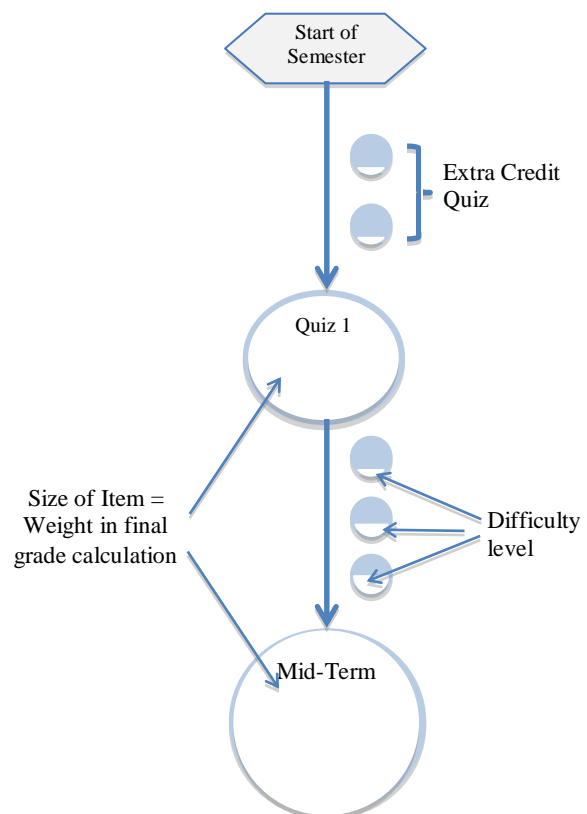 Start of
Semester
Extra Credit
Quiz
Quiz 1
Size of Item =
Weight in final
grade calculation
Difficulty
level
Mid-Term